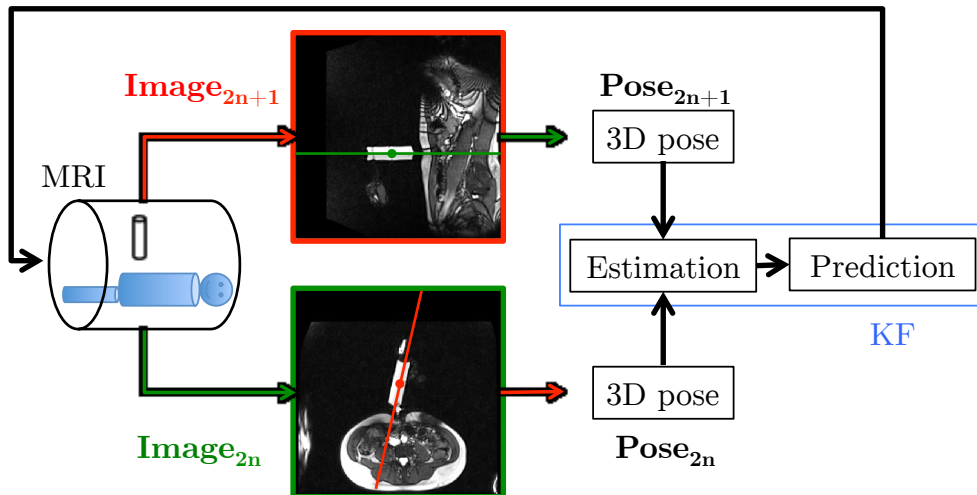 Image₂ₙ₊₁
Pose₂ₙ₊₁
3D pose
MRI
Estimation
Prediction
KF
3D pose
Image₂ₙ
Pose₂ₙ